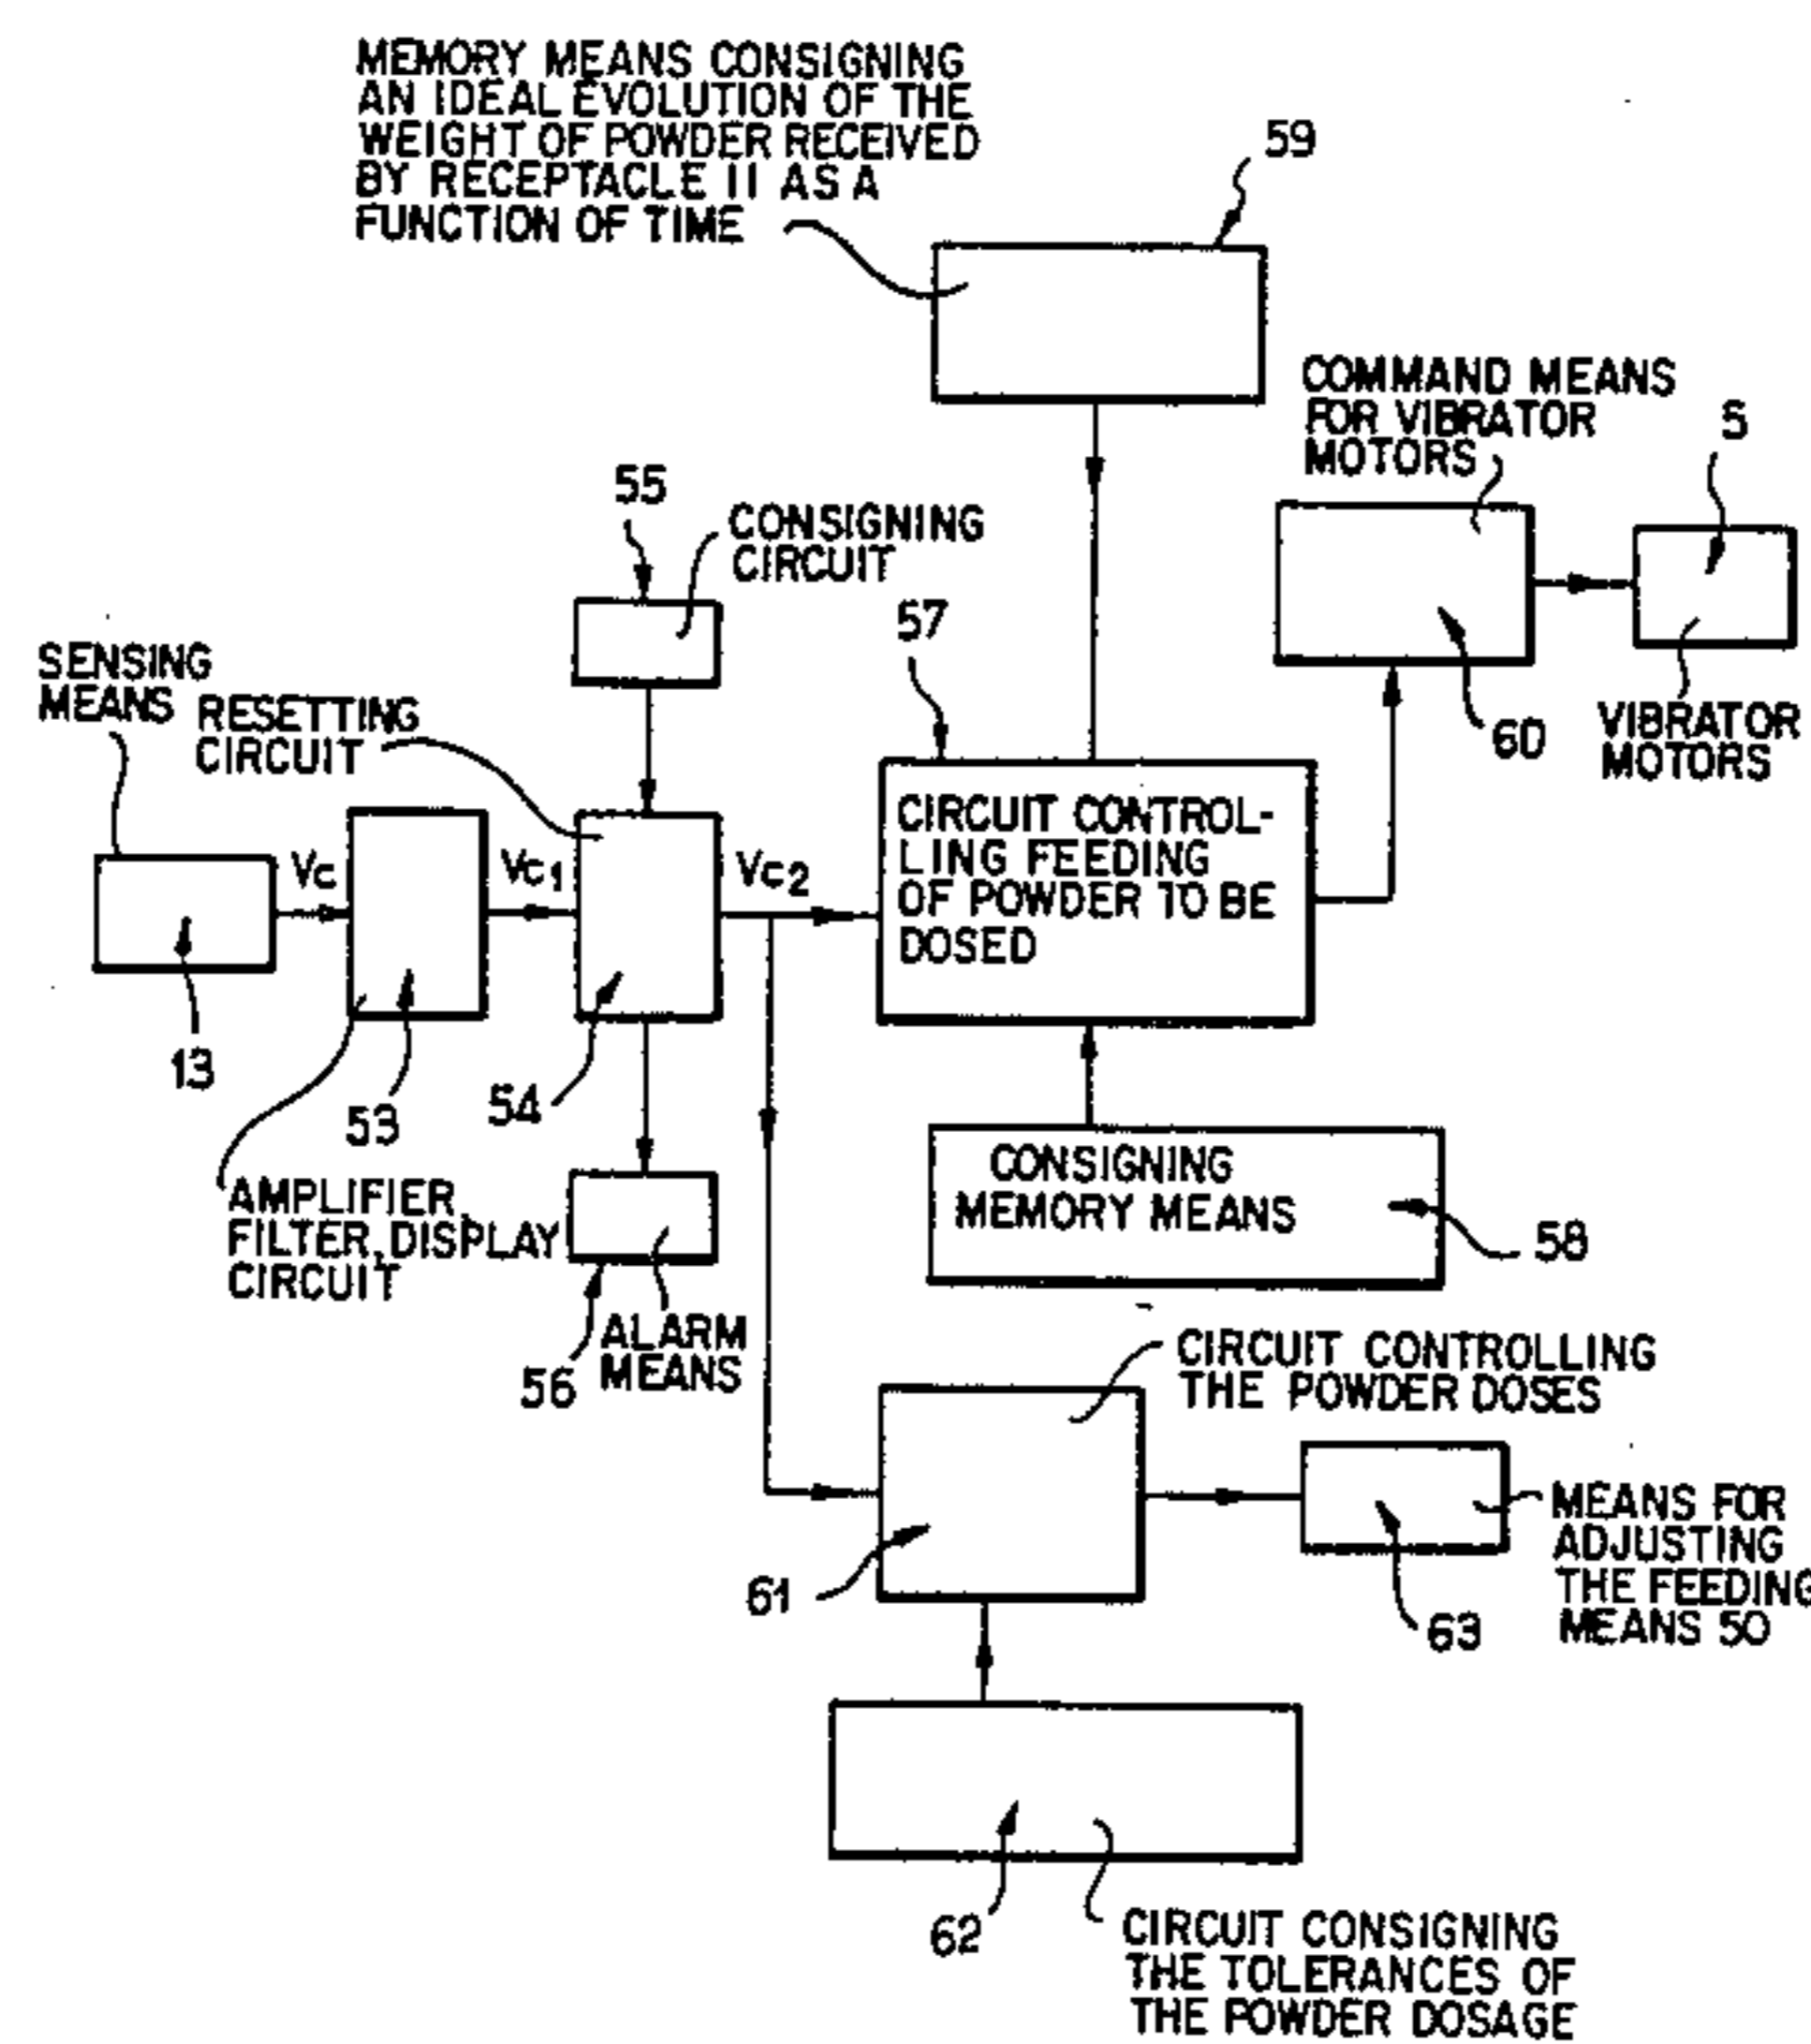 MEMORY MEANS CONSIGNING
AN IDEAL EVOLUTION OF THE
WEIGHT OF POWDER RECEIVED
BY RECEPTACLE 11 AS A
FUNCTION OF TIME
59
COMMAND MEANS
FOR VIBRATOR
MOTORS
5
55
CONSIGNING
CIRCUIT
57
SENSING
MEANS
RESETTING
CIRCUIT
60
VIBRATOR
MOTORS
Vc
Vc1
Vc2
CIRCUIT CONTROL-
LING FEEDING
OF POWDER TO BE
DOSED
13
53
54
AMPLIFIER,
FILTER, DISPLAY
CIRCUIT
CONSIGNING
MEMORY MEANS
58
56
ALARM
MEANS
CIRCUIT CONTROLLING
THE POWDER DOSES
61
63
MEANS FOR
ADJUSTING
THE FEEDING
MEANS 50
62
CIRCUIT CONSIGNING
THE TOLERANCES OF
THE POWDER DOSAGE